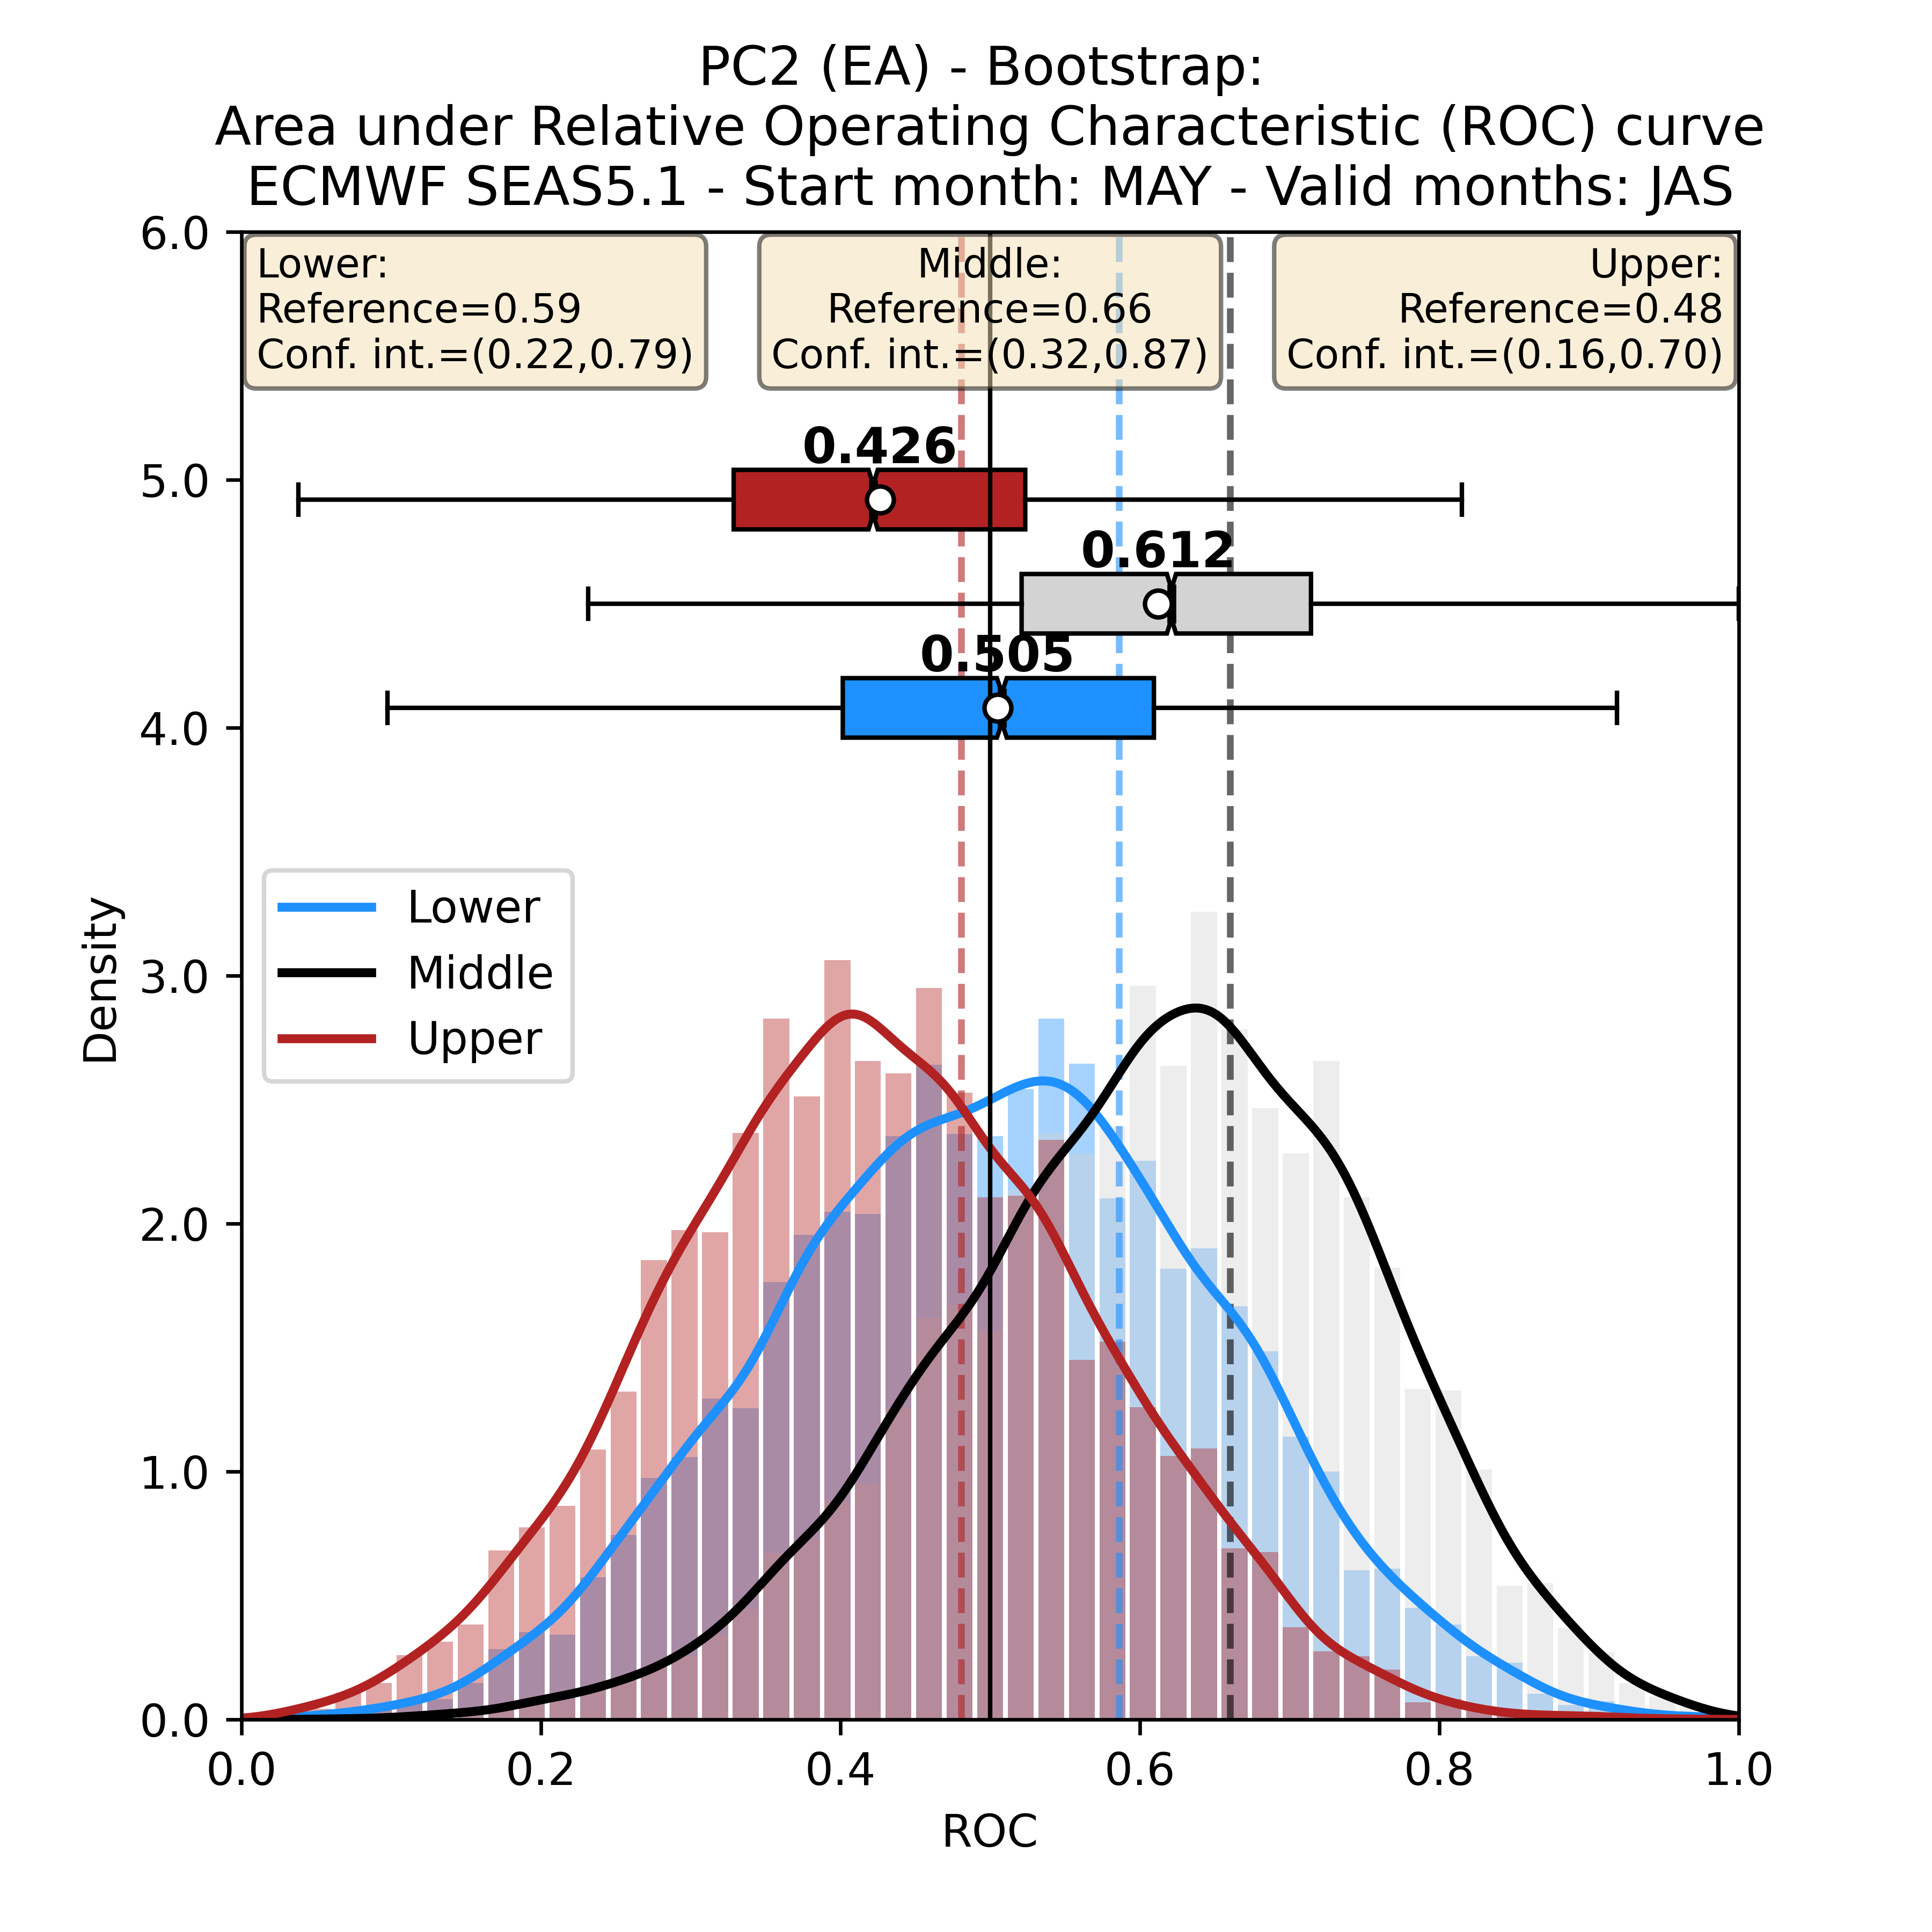 PC2 (EA) - Bootstrap:
Area under Relative Operating Characteristic (ROC) curve
ECMWF SEAS5.1 - Start month: MAY - Valid months: JAS
Lower:
Reference=0.59
Conf. int.=(0.22,0.79)
Middle:
Reference=0.66
Conf. int.=(0.32,0.87)
Upper:
Reference=0.48
Conf. int.=(0.16,0.70)
0.426
0.612
0.505
Lower
Middle
Upper
Density
6.0
5.0
4.0
3.0
2.0
1.0
0.0
0.0
0.2
0.4
0.6
0.8
1.0
ROC